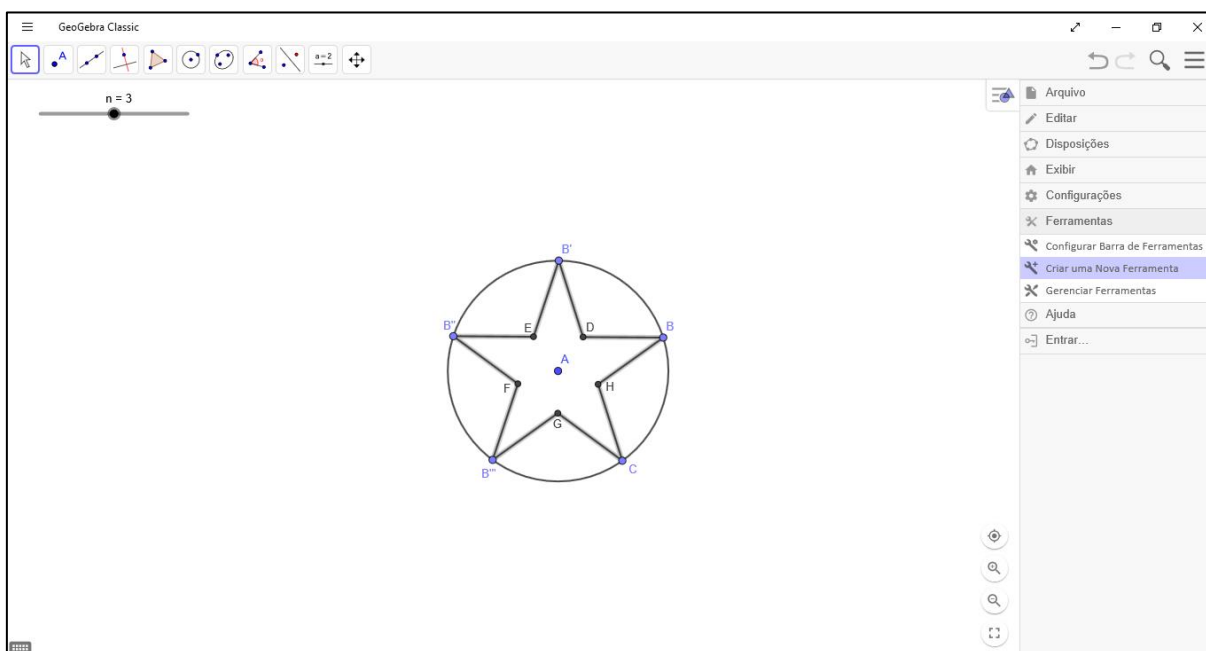 GeoGebra Classic
A
a=2
n = 3
Arquivo
Editar
Disposições
Exibir
Configurações
Ferramentas
Configurar Barra de Ferramentas
Criar uma Nova Ferramenta
Gerenciar Ferramentas
Ajuda
Entrar...
B'
B''
E
D
B
A
F
H
G
B'''
C